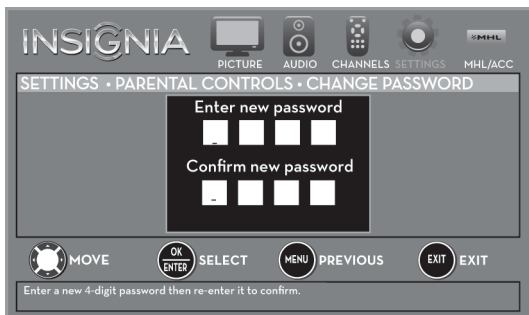 INSIGNIA
PICTURE AUDIO CHANNELS SETTINGS MHL MHL/ACC
SETTINGS • PARENTAL CONTROLS • CHANGE PASSWORD
Enter new password
_
Confirm new password
_
MOVE OK ENTER SELECT MENU PREVIOUS EXIT EXIT
Enter a new 4-digit password then re-enter it to confirm.